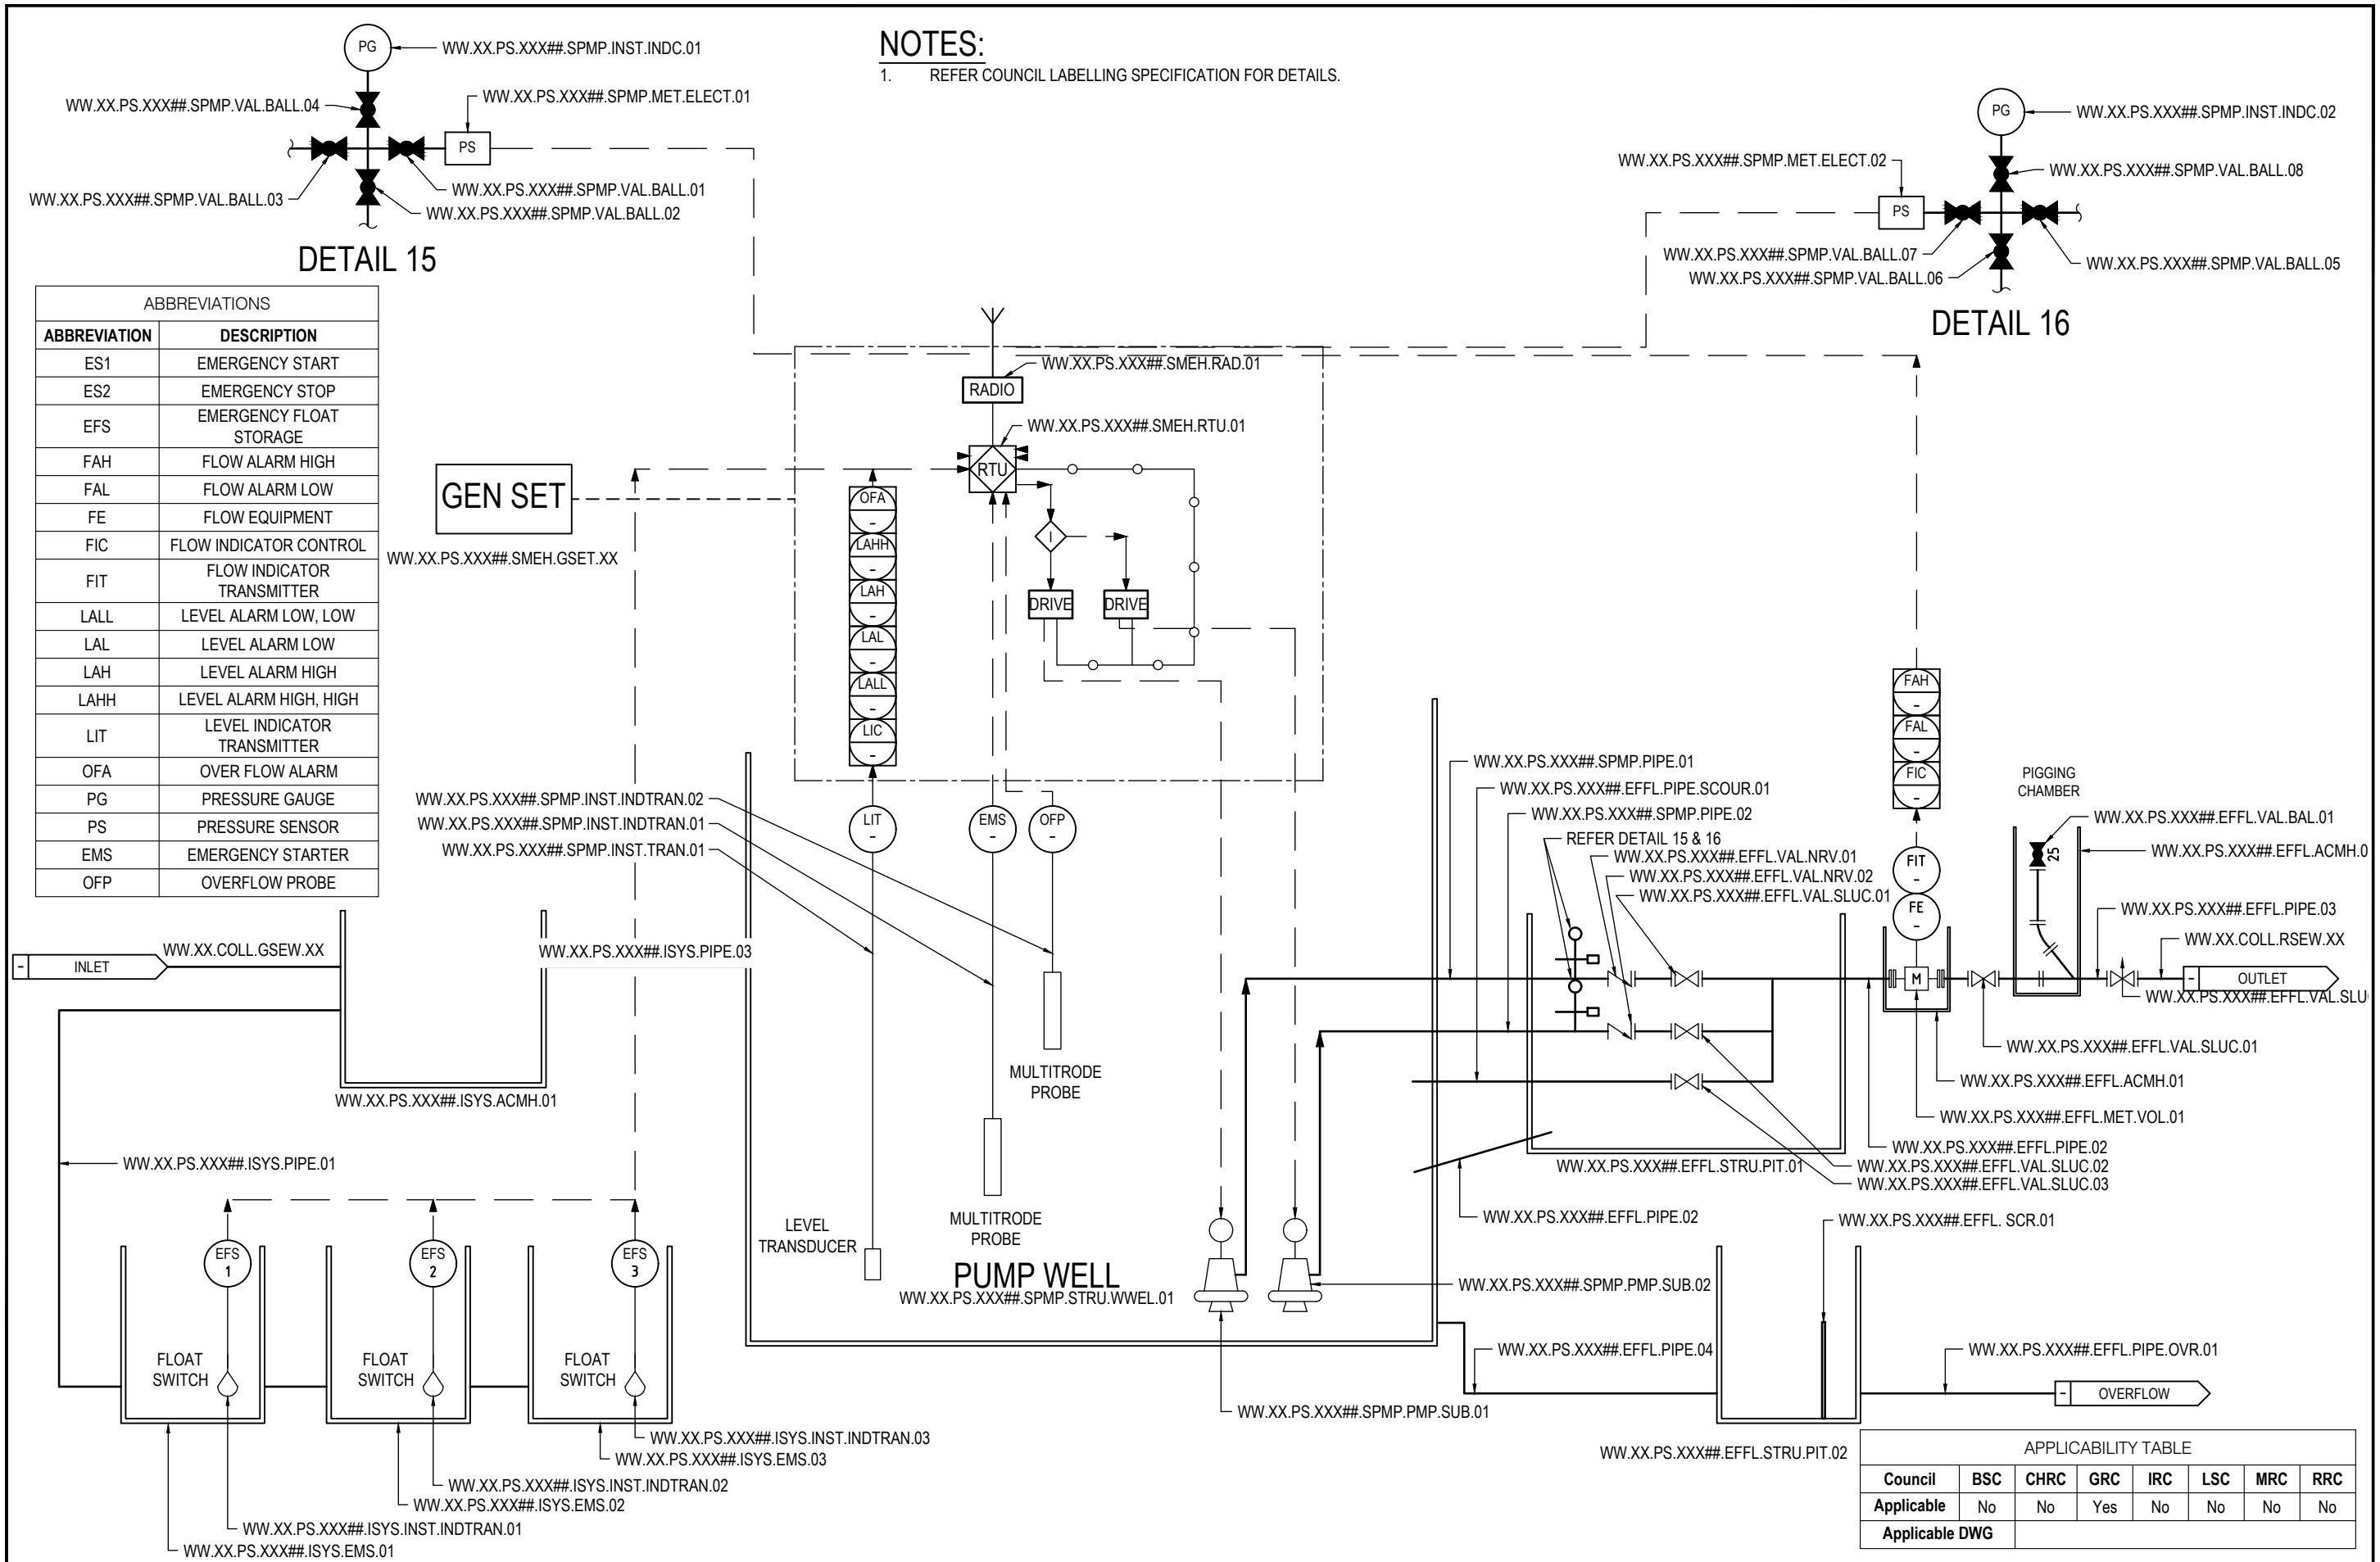 NOTES:
1. REFER COUNCIL LABELLING SPECIFICATION FOR DETAILS.
PG
WW.XX.PS.XXX##.SPMP.INST.INDC.01
WW.XX.PS.XXX##.SPMP.VAL.BALL.04
WW.XX.PS.XXX##.SPMP.MET.ELECT.01
PS
WW.XX.PS.XXX##.SPMP.VAL.BALL.03
WW.XX.PS.XXX##.SPMP.VAL.BALL.01
WW.XX.PS.XXX##.SPMP.VAL.BALL.02
DETAIL 15
PG
WW.XX.PS.XXX##.SPMP.INST.INDC.02
WW.XX.PS.XXX##.SPMP.MET.ELECT.02
WW.XX.PS.XXX##.SPMP.VAL.BALL.08
PS
WW.XX.PS.XXX##.SPMP.VAL.BALL.07
WW.XX.PS.XXX##.SPMP.VAL.BALL.06
WW.XX.PS.XXX##.SPMP.VAL.BALL.05
DETAIL 16
ABBREVIATIONS
ABBREVIATION DESCRIPTION
ES1 EMERGENCY START
ES2 EMERGENCY STOP
EFS EMERGENCY FLOAT
STORAGE
FAH FLOW ALARM HIGH
FAL FLOW ALARM LOW
FE FLOW EQUIPMENT
FIC FLOW INDICATOR CONTROL
FIT FLOW INDICATOR
TRANSMITTER
LALL LEVEL ALARM LOW, LOW
LAL LEVEL ALARM LOW
LAH LEVEL ALARM HIGH
LAHH LEVEL ALARM HIGH, HIGH
LIT LEVEL INDICATOR
TRANSMITTER
OFA OVER FLOW ALARM
PG PRESSURE GAUGE
PS PRESSURE SENSOR
EMS EMERGENCY STARTER
OFP OVERFLOW PROBE
GEN SET
WW.XX.PS.XXX##.SMEH.GSET.XX
WW.XX.PS.XXX##.SMEH.RAD.01
RADIO
WW.XX.PS.XXX##.SMEH.RTU.01
RTU
I
DRIVE
DRIVE
OFA
-
LAHH
-
LAH
-
LAL
-
LALL
-
LIC
-
LIT
-
EMS
-
OFP
-
WW.XX.PS.XXX##.SPMP.INST.INDTRAN.02
WW.XX.PS.XXX##.SPMP.INST.INDTRAN.01
WW.XX.PS.XXX##.SPMP.INST.TRAN.01
WW.XX.PS.XXX##.SPMP.PIPE.01
WW.XX.PS.XXX##.EFFL.PIPE.SCOUR.01
WW.XX.PS.XXX##.SPMP.PIPE.02
REFER DETAIL 15 & 16
WW.XX.PS.XXX##.EFFL.VAL.NRV.01
WW.XX.PS.XXX##.EFFL.VAL.NRV.02
WW.XX.PS.XXX##.EFFL.VAL.SLUC.01
FAH
-
FAL
-
FIC
-
FIT
-
FE
-
M
PIGGING
CHAMBER
25
WW.XX.PS.XXX##.EFFL.VAL.BAL.01
WW.XX.PS.XXX##.EFFL.ACMH.0
WW.XX.PS.XXX##.EFFL.PIPE.03
WW.XX.COLL.RSEW.XX
- OUTLET
WW.XX.PS.XXX##.EFFL.VAL.SLU
WW.XX.PS.XXX##.EFFL.VAL.SLUC.01
WW.XX.PS.XXX##.EFFL.ACMH.01
WW.XX.PS.XXX##.EFFL.MET.VOL.01
WW.XX.PS.XXX##.EFFL.PIPE.02
WW.XX.PS.XXX##.EFFL.STRU.PIT.01
WW.XX.PS.XXX##.EFFL.VAL.SLUC.02
WW.XX.PS.XXX##.EFFL.VAL.SLUC.03
WW.XX.PS.XXX##.EFFL.PIPE.02
- INLET
WW.XX.COLL.GSEW.XX
WW.XX.PS.XXX##.ISYS.PIPE.03
WW.XX.PS.XXX##.ISYS.ACMH.01
WW.XX.PS.XXX##.ISYS.PIPE.01
EFS
1
EFS
2
EFS
3
FLOAT
SWITCH
FLOAT
SWITCH
FLOAT
SWITCH
WW.XX.PS.XXX##.ISYS.INST.INDTRAN.03
WW.XX.PS.XXX##.ISYS.EMS.03
WW.XX.PS.XXX##.ISYS.INST.INDTRAN.02
WW.XX.PS.XXX##.ISYS.EMS.02
WW.XX.PS.XXX##.ISYS.INST.INDTRAN.01
WW.XX.PS.XXX##.ISYS.EMS.01
MULTITRODE
PROBE
MULTITRODE
PROBE
LEVEL
TRANSDUCER
PUMP WELL
WW.XX.PS.XXX##.SPMP.STRU.WWEL.01
WW.XX.PS.XXX##.SPMP.PMP.SUB.02
WW.XX.PS.XXX##.SPMP.PMP.SUB.01
WW.XX.PS.XXX##.EFFL. SCR.01
WW.XX.PS.XXX##.EFFL.PIPE.04
WW.XX.PS.XXX##.EFFL.PIPE.OVR.01
- OVERFLOW
WW.XX.PS.XXX##.EFFL.STRU.PIT.02
APPLICABILITY TABLE
Council BSC CHRC GRC IRC LSC MRC RRC
Applicable No No Yes No No No No
Applicable DWG